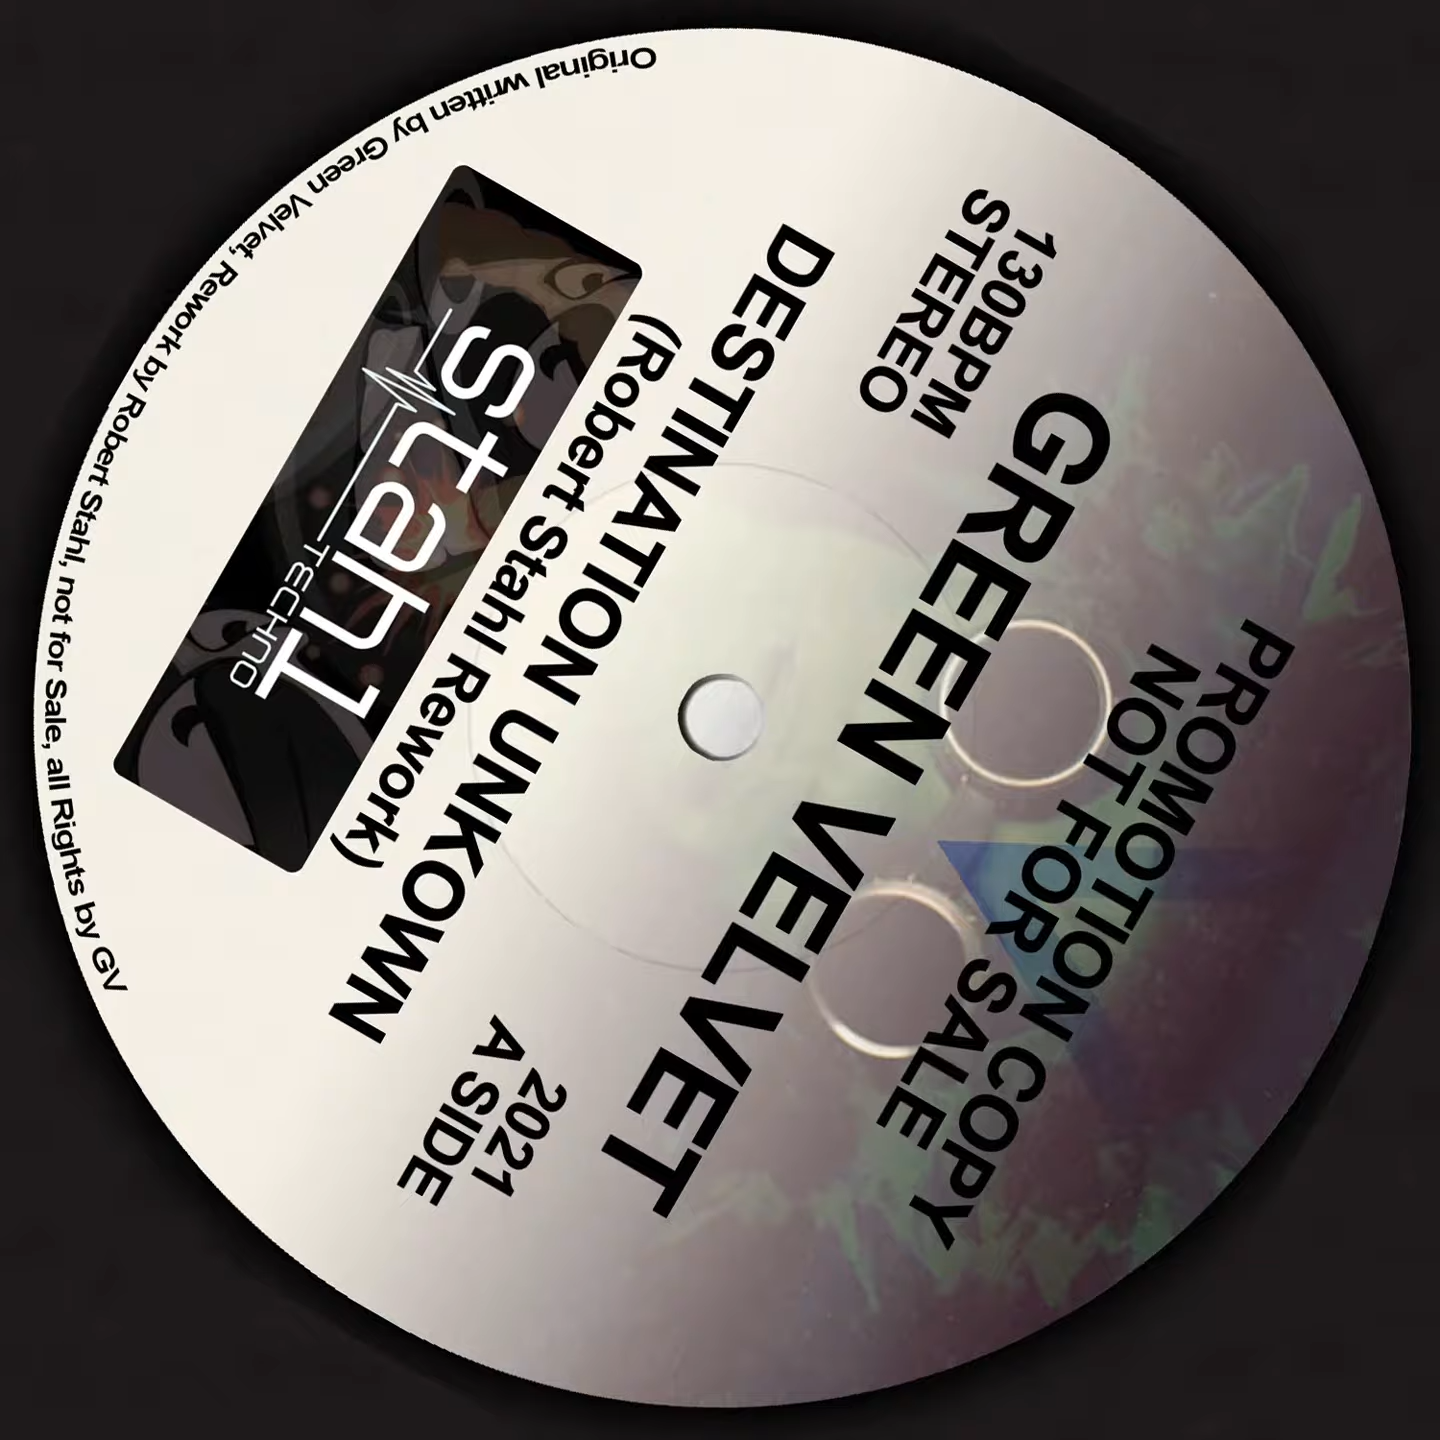 PROMOTION COPY
NOT FOR SALE
GREEN VELVET
130BPM
STEREO
2021
A SIDE
DESTINATION UNKOWN
(Robert Stahl Rework)
stah1
TECHNO
Original written by Green Velvet, Rework by Robert Stahl, not for Sale, all Rights by GV